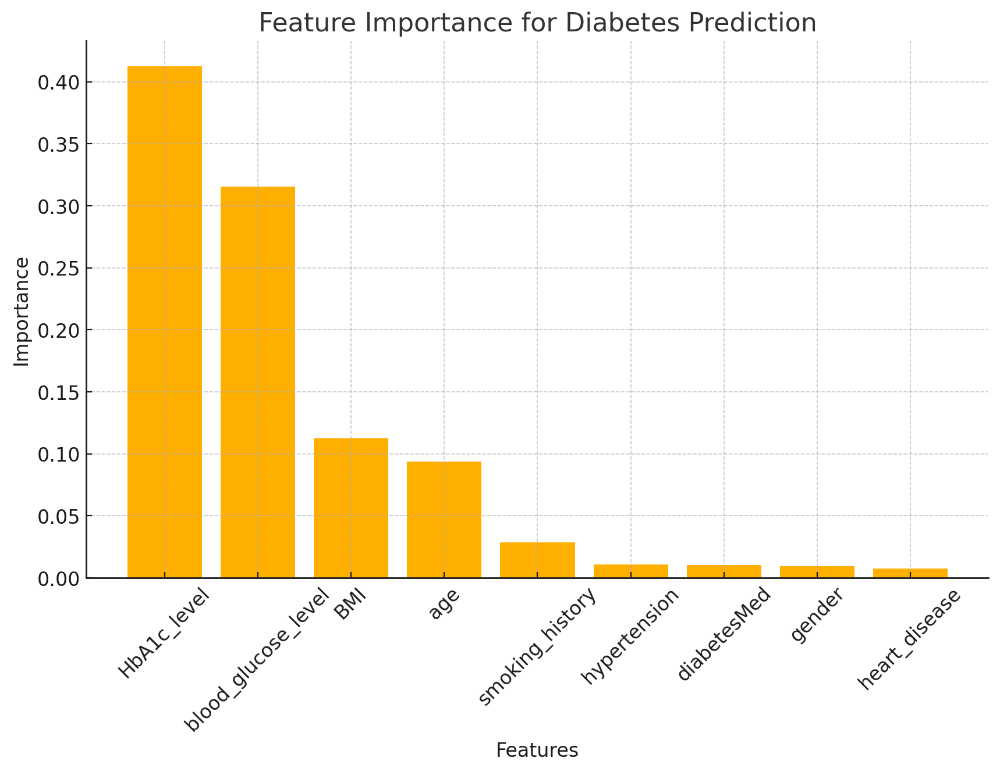 Feature Importance for Diabetes Prediction
0.40
0.35
0.30
0.25
0.20
0.15
0.10
0.05
0.00
Importance
HbA1c_level
blood_glucose_level
BMI
age
smoking_history
hypertension
diabetesMed
gender
heart_disease
Features